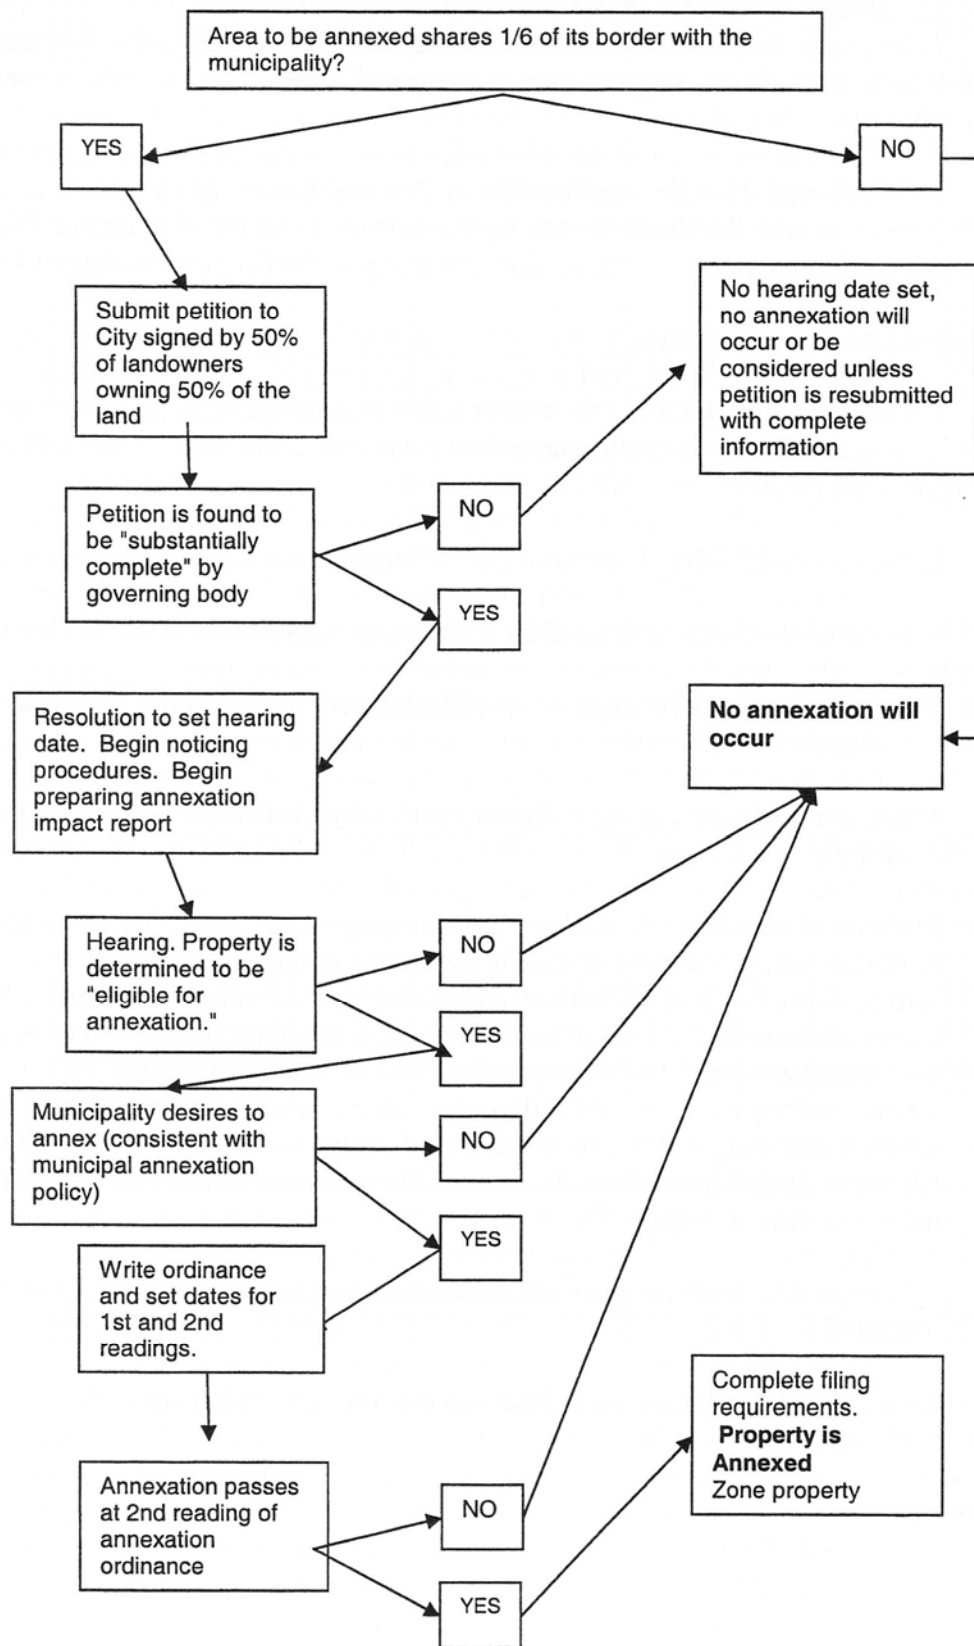 Area to be annexed shares 1/6 of its border with the
municipality?
YES
NO
Submit petition to
City signed by 50%
of landowners
owning 50% of the
land
No hearing date set,
no annexation will
occur or be
considered unless
petition is resubmitted
with complete
information
Petition is found to
be "substantially
complete" by
governing body
NO
YES
Resolution to set hearing
date. Begin noticing
procedures. Begin
preparing annexation
impact report
No annexation will
occur
Hearing. Property is
determined to be
"eligible for
annexation."
NO
YES
Municipality desires to
annex (consistent with
municipal annexation
policy)
NO
YES
Write ordinance
and set dates for
1st and 2nd
readings.
Complete filing
requirements.
Property is
Annexed
Zone property
Annexation passes
at 2nd reading of
annexation
ordinance
NO
YES